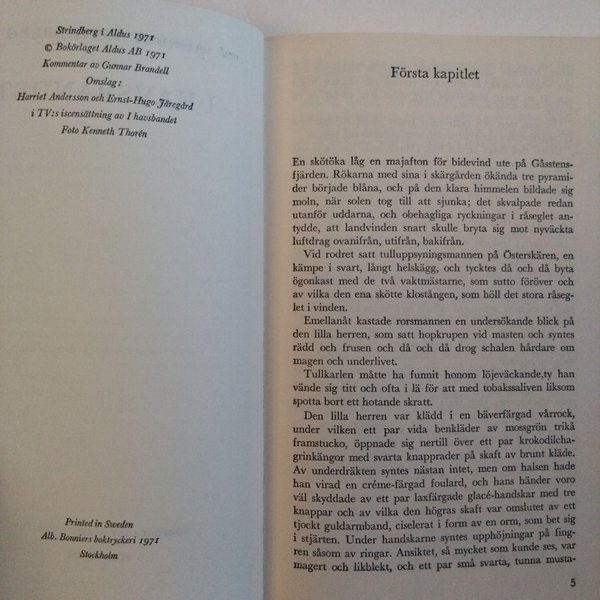 Strindberg i Aldus 1971
© Bokörlaget Aldus AB 1971
Kommentar av Gunnar Brandell
Omslag:
Harriet Andersson och Ernst-Hugo Järegård
i TV:s iscensättning av I havsbandet
Foto Kenneth Thorén
Printed in Sweden
Alb. Bonniers boktryckeri 1971
Stockholm
Första kapitlet
En skötöka låg en majafton för bidevind ute på Gåsstens-
fjärden. Rökarna med sina i skärgården ökända tre pyrami-
der började blåna, och på den klara himmelen bildade sig
moln, när solen tog till att sjunka; det skvalpade redan
utanför uddarna, och obehagliga ryckningar i råseglet an-
tydde, att landvinden snart skulle bryta sig mot nyväckta
luftdrag ovanifrån, utifrån, bakifrån.
Vid rodret satt tulluppsyningsmannen på Österskären, en
kämpe i svart, långt helskägg, och tycktes då och då byta
ögonkast med de två vaktmästarne, som sutto föröver och
av vilka den ena skötte klostången, som höll det stora råse-
glet i vinden.
Emellanåt kastade rorsmannen en undersökande blick på
den lilla herren, som satt hopkrupen vid masten och syntes
rädd och frusen och då och då drog schalen hårdare om
magen och underlivet.
Tullkarlen måtte ha funnit honom löjeväckande,ty han
vände sig titt och ofta i lä för att med tobakssaliven liksom
spotta bort ett hotande skratt.
Den lilla herren var klädd i en bäverfärgad vårrock,
under vilken ett par vida benkläder av mossgrön trikå
framstucko, öppnade sig nertill över ett par krokodilcha-
grinkängor med svarta knapprader på skaft av brunt kläde.
Av underdräkten syntes nästan intet, men om halsen hade
han virad en créme-färgad foulard, och hans händer voro
väl skyddade av ett par laxfärgade glacé-handskar med tre
knappar och av vilka den högras skaft var omslutet av ett
tjockt guldarmband, ciselerat i form av en orm, som bet sig
i stjärten. Under handskarne syntes upphöjningar på fing-
ren såsom av ringar. Ansiktet, så mycket som kunde ses, var
magert och likblekt, och ett par små svarta, tunna musta-
5